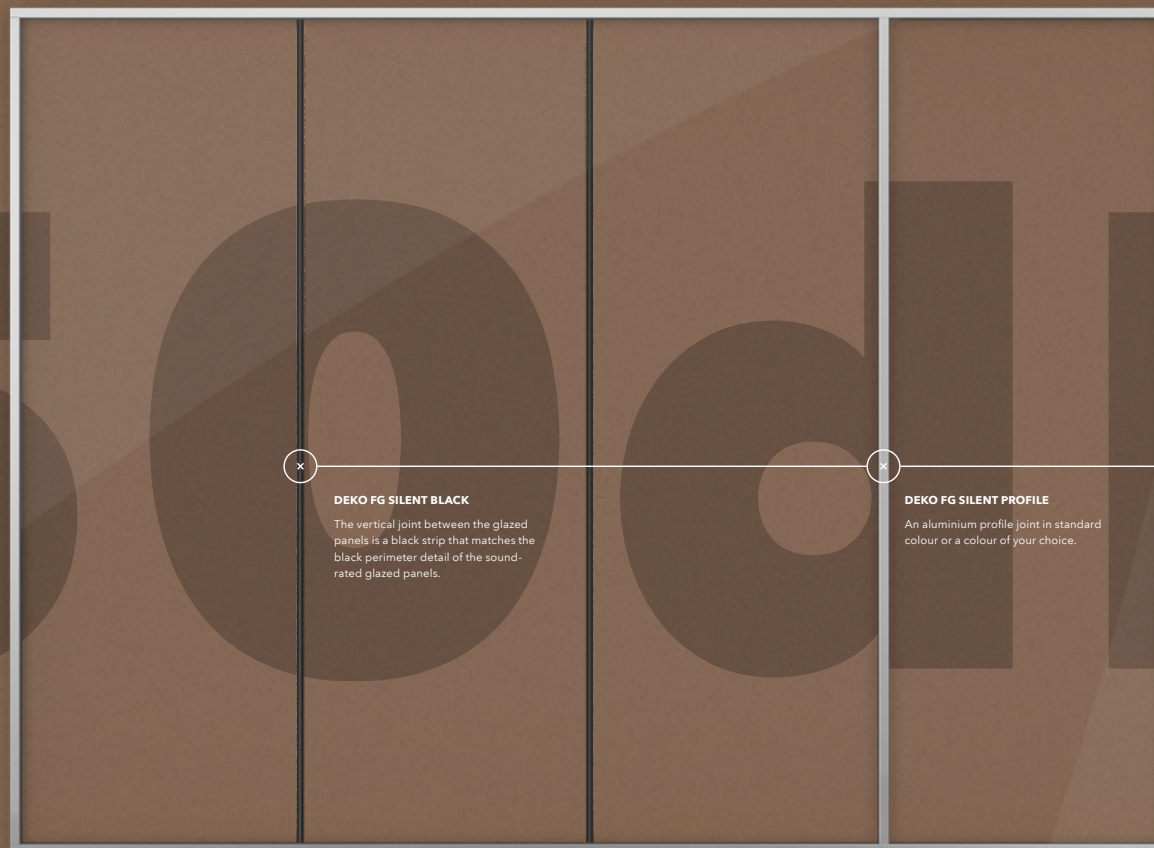 50dB
DEKO FG SILENT BLACK
The vertical joint between the glazed
panels is a black strip that matches the
black perimeter detail of the sound-
rated glazed panels.
DEKO FG SILENT PROFILE
An aluminium profile joint in standard
colour or a colour of your choice.